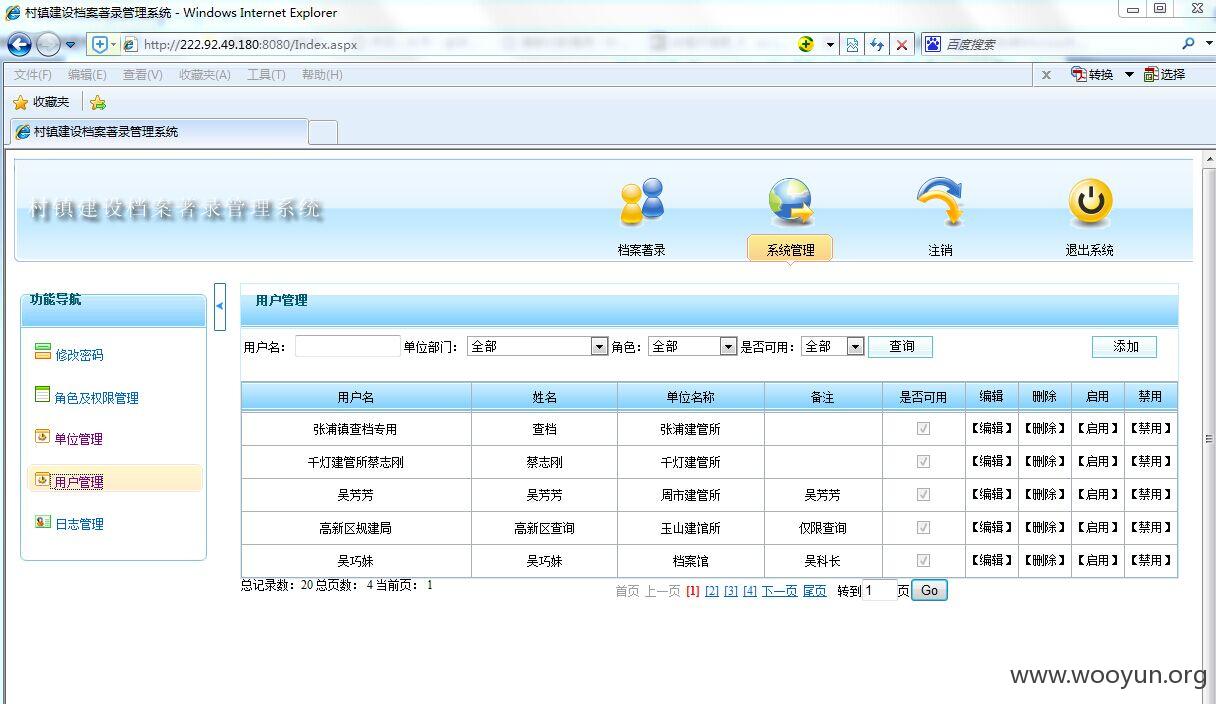 村镇建设档案著录管理系统 - Windows Internet Explorer
http://222.92.49.180:8080/Index.aspx
百度搜索
文件(F) 编辑(E) 查看(V) 收藏夹(A) 工具(T) 帮助(H)
x 转换 选择
收藏夹
村镇建设档案著录管理系统
村镇建设档案著录管理系统
档案著录 系统管理 注销 退出系统
功能导航
修改密码
角色及权限管理
单位管理
用户管理
日志管理
用户管理
用户名： 单位部门： 全部 角色： 全部 是否可用： 全部 查询 添加
用户名 姓名 单位名称 备注 是否可用 编辑 删除 启用 禁用
张浦镇查档专用 查档 张浦建管所 【编辑】 【删除】 【启用】 【禁用】
千灯建管所蔡志刚 蔡志刚 千灯建管所 【编辑】 【删除】 【启用】 【禁用】
吴芳芳 吴芳芳 周市建管所 吴芳芳 【编辑】 【删除】 【启用】 【禁用】
高新区规建局 高新区查询 玉山建馆所 仅限查询 【编辑】 【删除】 【启用】 【禁用】
吴巧妹 吴巧妹 档案馆 吴科长 【编辑】 【删除】 【启用】 【禁用】
总记录数： 20 总页数： 4 当前页： 1
首页 上一页 [1] [2] [3] [4] 下一页 尾页 转到 1 页 Go
www.wooyun.org